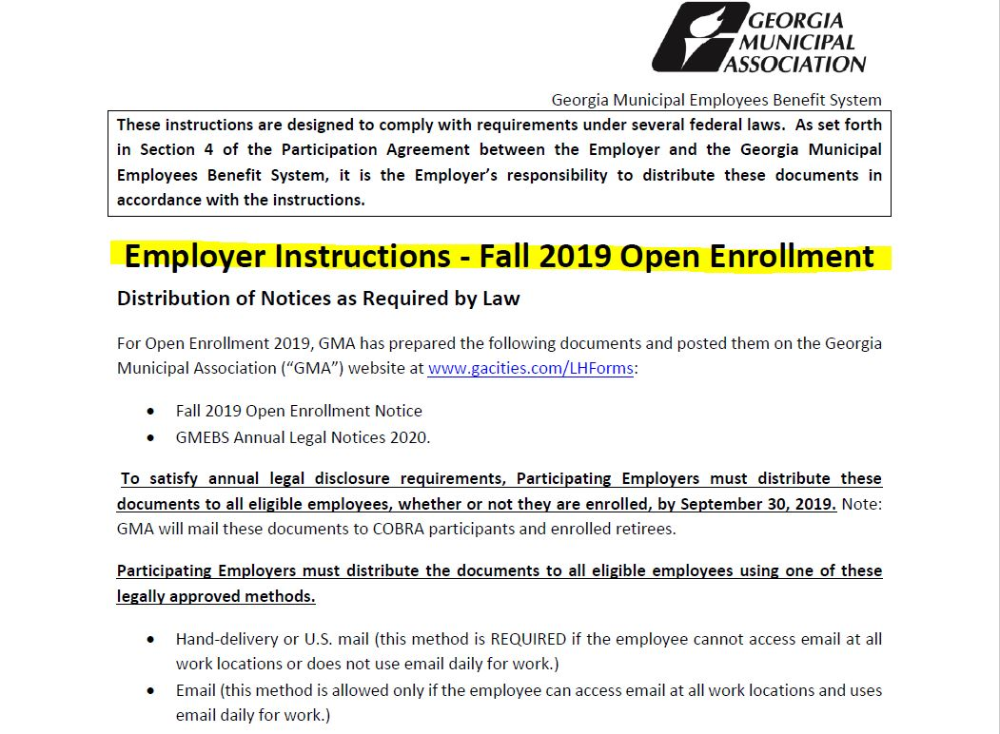 GEORGIA
MUNICIPAL
ASSOCIATION
Georgia Municipal Employees Benefit System
These instructions are designed to comply with requirements under several federal laws. As set forth
in Section 4 of the Participation Agreement between the Employer and the Georgia Municipal
Employees Benefit System, it is the Employer’s responsibility to distribute these documents in
accordance with the instructions.
Employer Instructions - Fall 2019 Open Enrollment
Distribution of Notices as Required by Law
For Open Enrollment 2019, GMA has prepared the following documents and posted them on the Georgia
Municipal Association (“GMA”) website at www.gacities.com/LHForms:
• Fall 2019 Open Enrollment Notice
• GMEBS Annual Legal Notices 2020.
To satisfy annual legal disclosure requirements, Participating Employers must distribute these
documents to all eligible employees, whether or not they are enrolled, by September 30, 2019. Note:
GMA will mail these documents to COBRA participants and enrolled retirees.
Participating Employers must distribute the documents to all eligible employees using one of these
legally approved methods.
• Hand-delivery or U.S. mail (this method is REQUIRED if the employee cannot access email at all
work locations or does not use email daily for work.)
• Email (this method is allowed only if the employee can access email at all work locations and uses
email daily for work.)